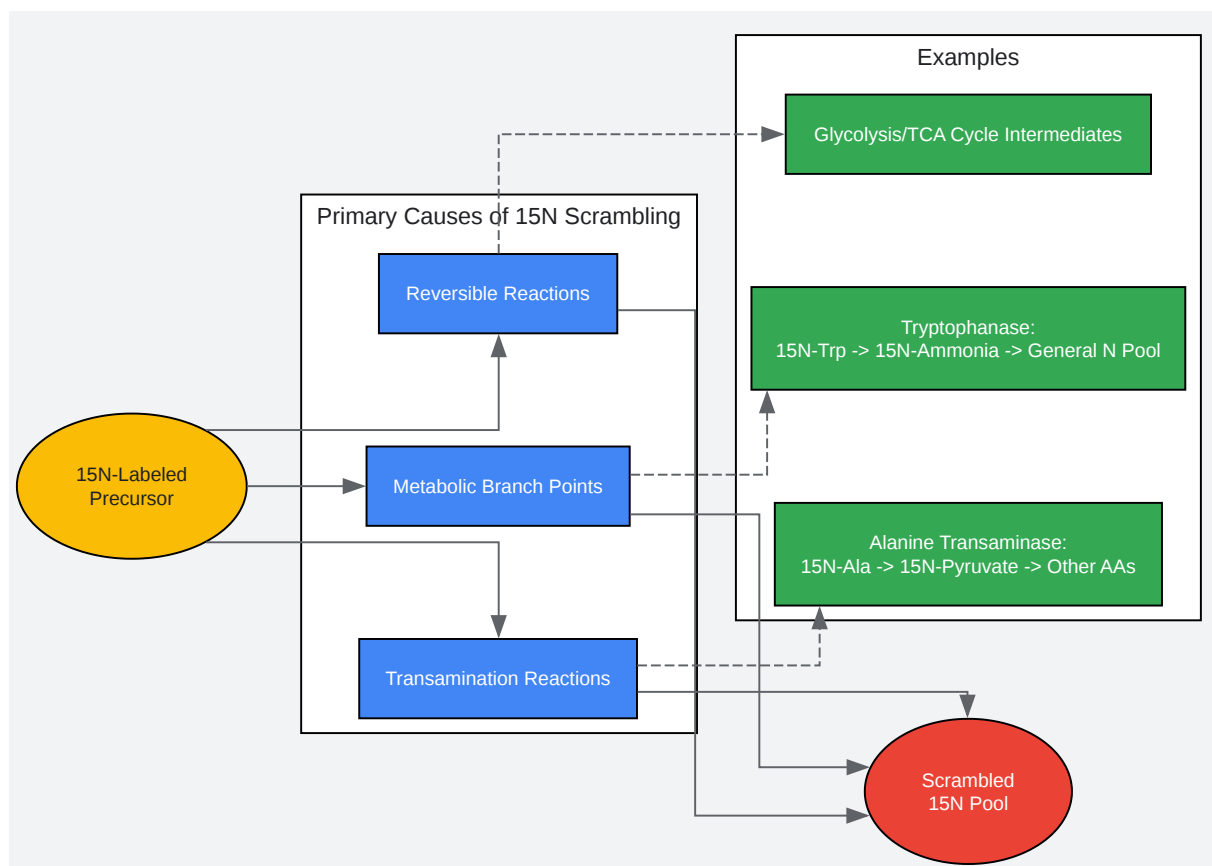 Examples
Glycolysis/TCA Cycle Intermediates
Primary Causes of 15N Scrambling
Reversible Reactions
Tryptophanase:
15N-Trp -> 15N-Ammonia -> General N Pool
15N-Labeled
Precursor
Metabolic Branch Points
Alanine Transaminase:
15N-Ala -> 15N-Pyruvate -> Other AAs
Transamination Reactions
Scrambled
15N Pool